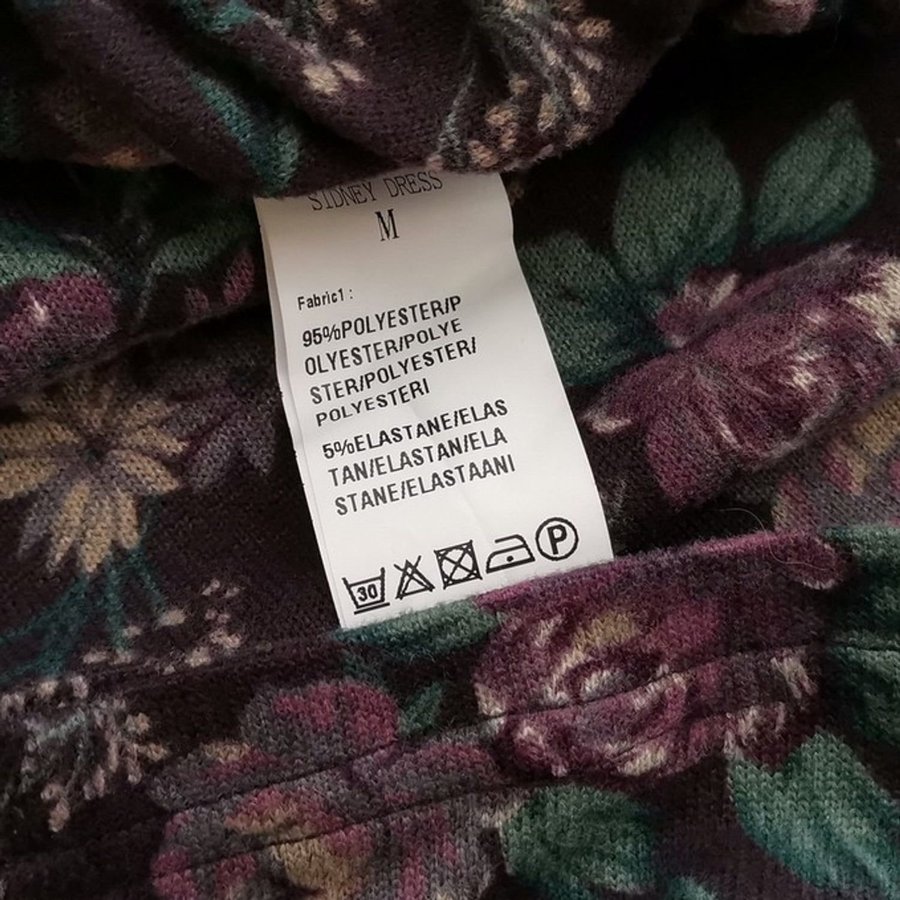 SIDNEY DRESS
M
Fabric1 :
95%POLYESTER/P
OLYESTER/POLYE
STER/POLYESTER/
POLYESTERI
5%ELASTANE/ELAS
TAN/ELASTAN/ELA
STANE/ELASTAANI
30
P